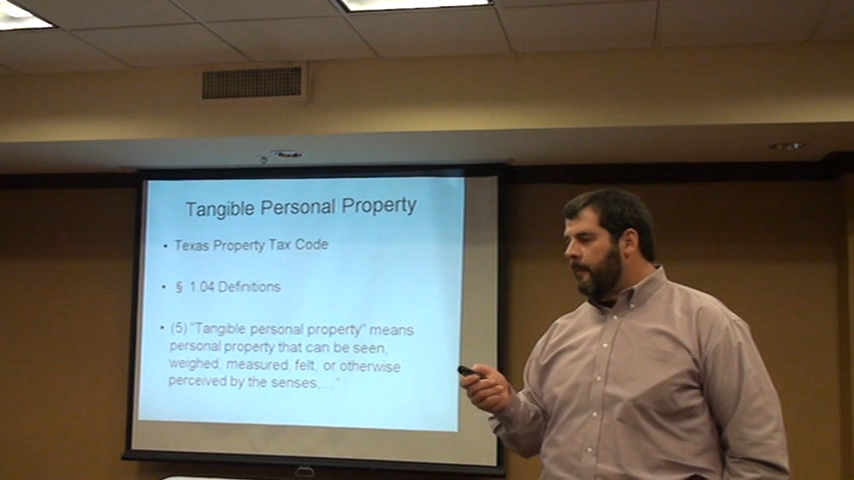 Tangible Personal Property
• Texas Property Tax Code
• § 1.04 Definitions
• (5) "Tangible personal property" means
personal property that can be seen,
weighed, measured, felt, or otherwise
perceived by the senses,…"